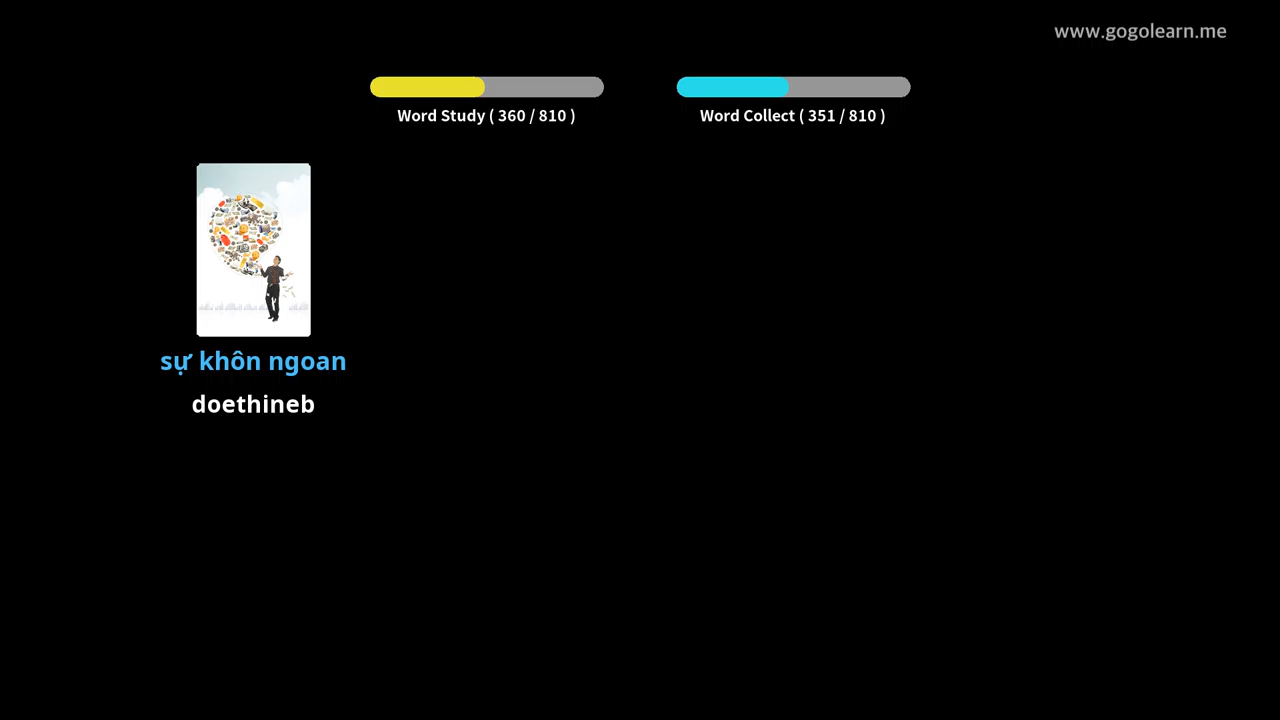 www.gogolearn.me
Word Study ( 360 / 810 )
Word Collect ( 351 / 810 )
sự khôn ngoan
doethineb